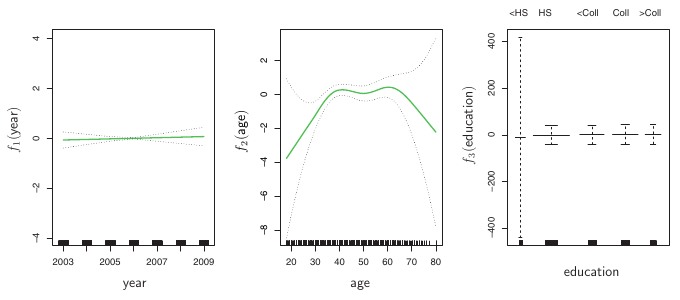 <HS HS <Coll Coll >Coll
f₁(year)
4
2
0
-2
-4
2003 2005 2007 2009
year
f₂(age)
2
0
-2
-4
-6
-8
20 30 40 50 60 70 80
age
f₃(education)
400
200
0
-200
-400
education